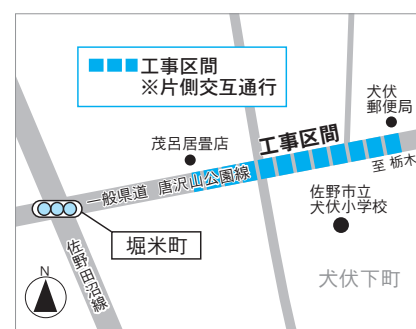 工事区間
※片側交互通行
犬伏
郵便局
工事区間
茂呂居畳店
至 栃木
一般県道 唐沢山公園線
佐野市立
犬伏小学校
堀米町
佐野田沼線
犬伏下町
N